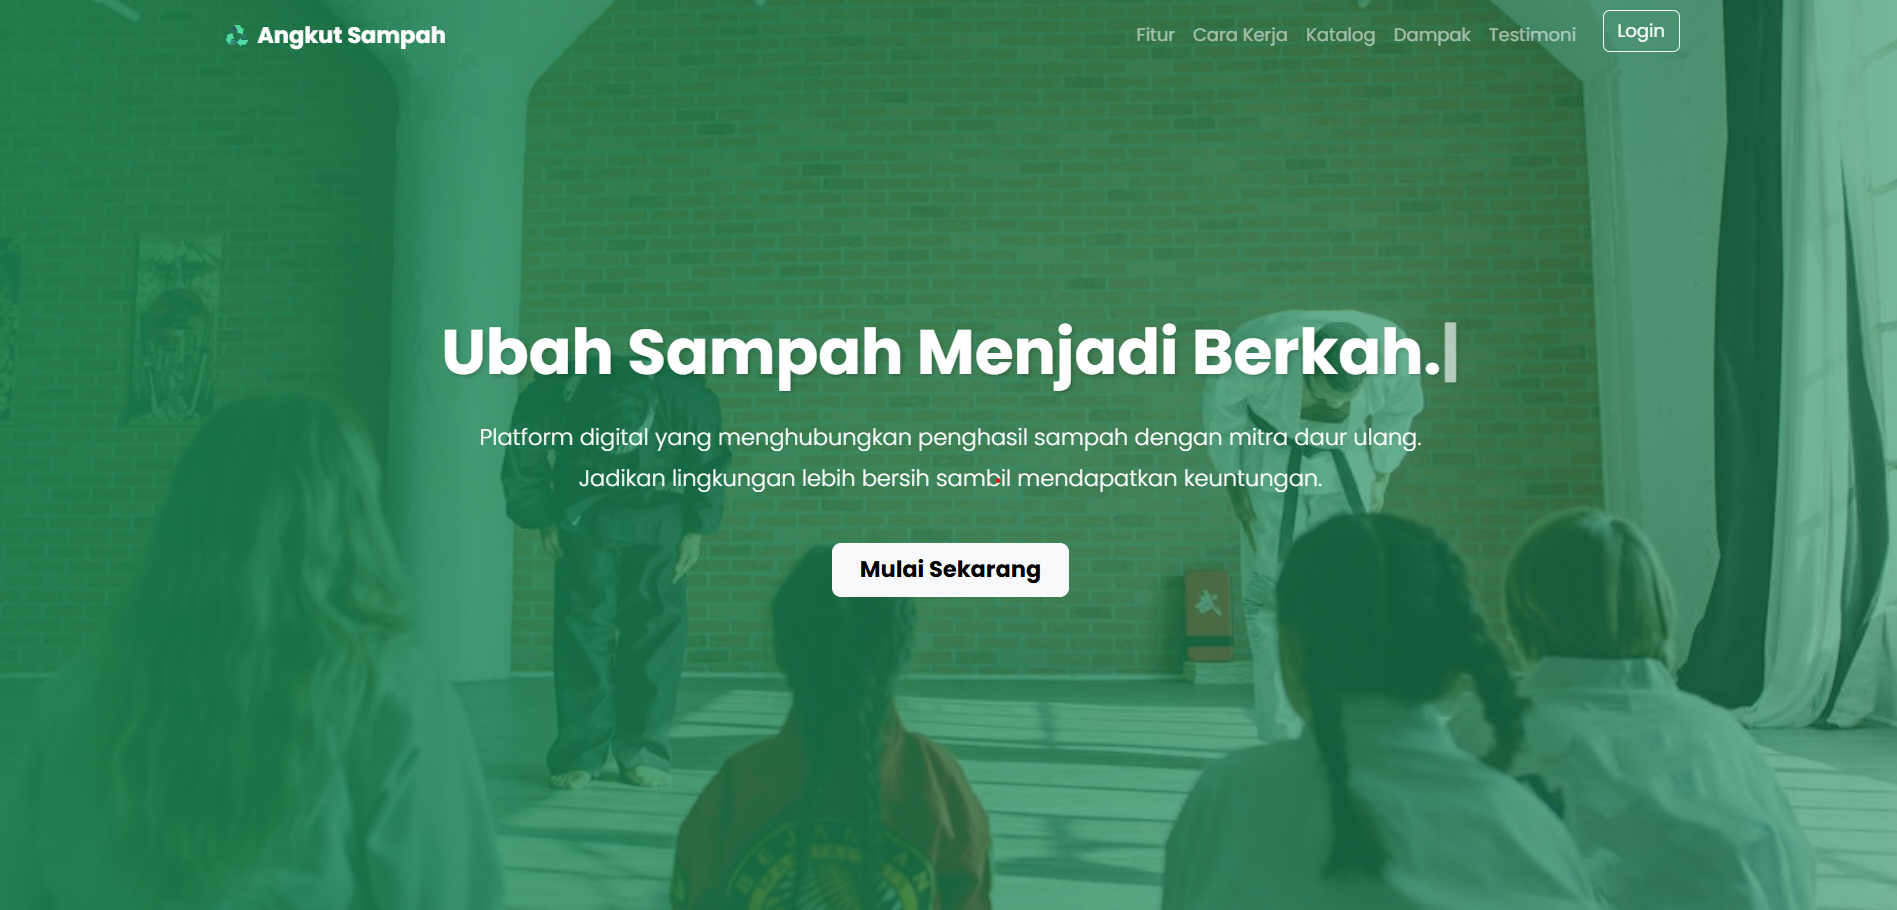 Angkut Sampah
Fitur Cara Kerja Katalog Dampak Testimoni Login
Ubah Sampah Menjadi Berkah.
Platform digital yang menghubungkan penghasil sampah dengan mitra daur ulang.
Jadikan lingkungan lebih bersih sambil mendapatkan keuntungan.
Mulai Sekarang
武